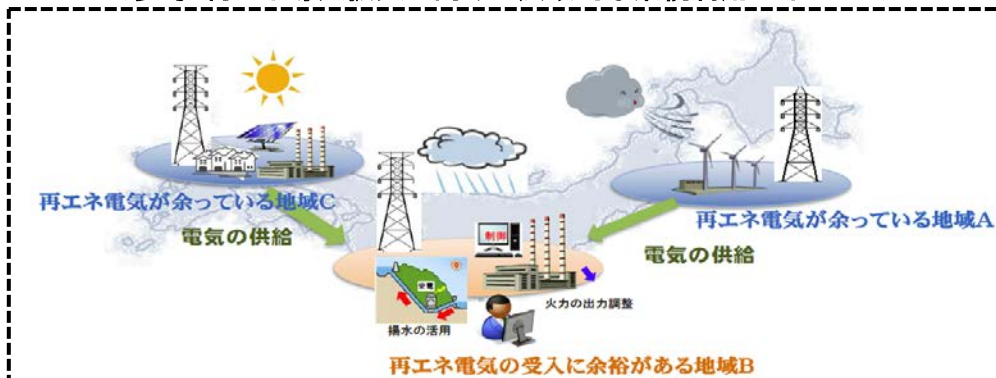 再エネ電気が余っている地域C
再エネ電気が余っている地域A
電気の供給
電気の供給
制御
発電
火力の出力調整
揚水の活用
再エネ電気の受入に余裕がある地域B